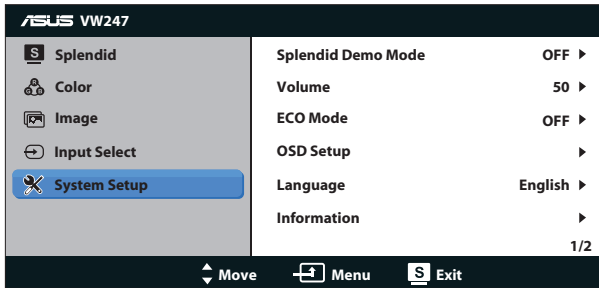 ASUS VW247
S Splendid
Color
Image
Input Select
System Setup
Splendid Demo Mode OFF
Volume 50
ECO Mode OFF
OSD Setup
Language English
Information
1/2
Move Menu S Exit